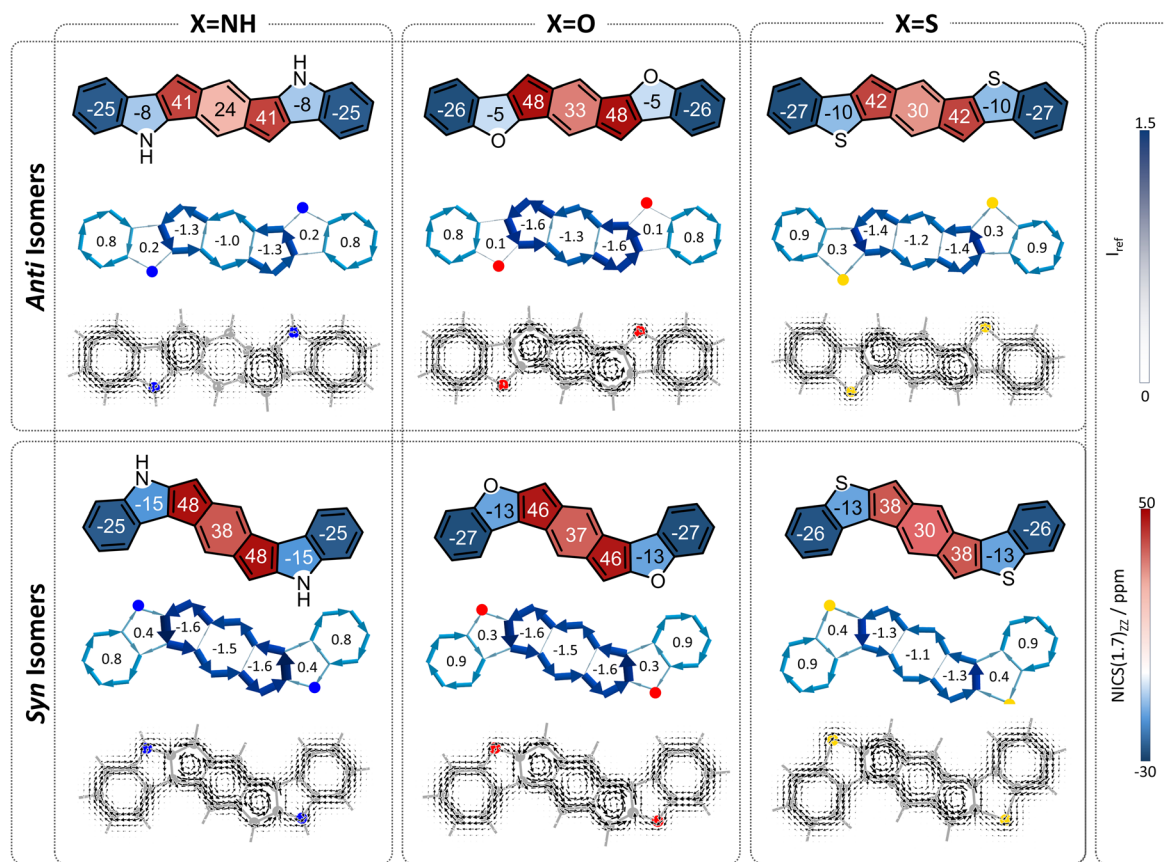 X=NH X=O X=S
Anti Isomers
H
N
-25 -8 41 24 41 -8 -25
N
H
O
-26 -5 48 33 48 -5 -26
O
S
-27 -10 42 30 42 -10 -27
S
0.8 0.2 -1.3 -1.0 -1.3 0.2 0.8
0.8 0.1 -1.6 -1.3 -1.6 0.1 0.8
0.9 0.3 -1.4 -1.2 -1.4 0.3 0.9
1.5
Iref
0
Syn Isomers
H
N
-25 -15 48 38 48 -15 -25
N
H
O
-27 -13 46 37 46 -13 -27
O
S
-26 -13 38 30 38 -13 -26
S
0.8 0.4 -1.6 -1.5 -1.6 0.4 0.8
0.9 0.3 -1.6 -1.5 -1.6 0.3 0.9
0.9 0.4 -1.3 -1.1 -1.3 0.4 0.9
50
NICS(1.7)ZZ / ppm
-30